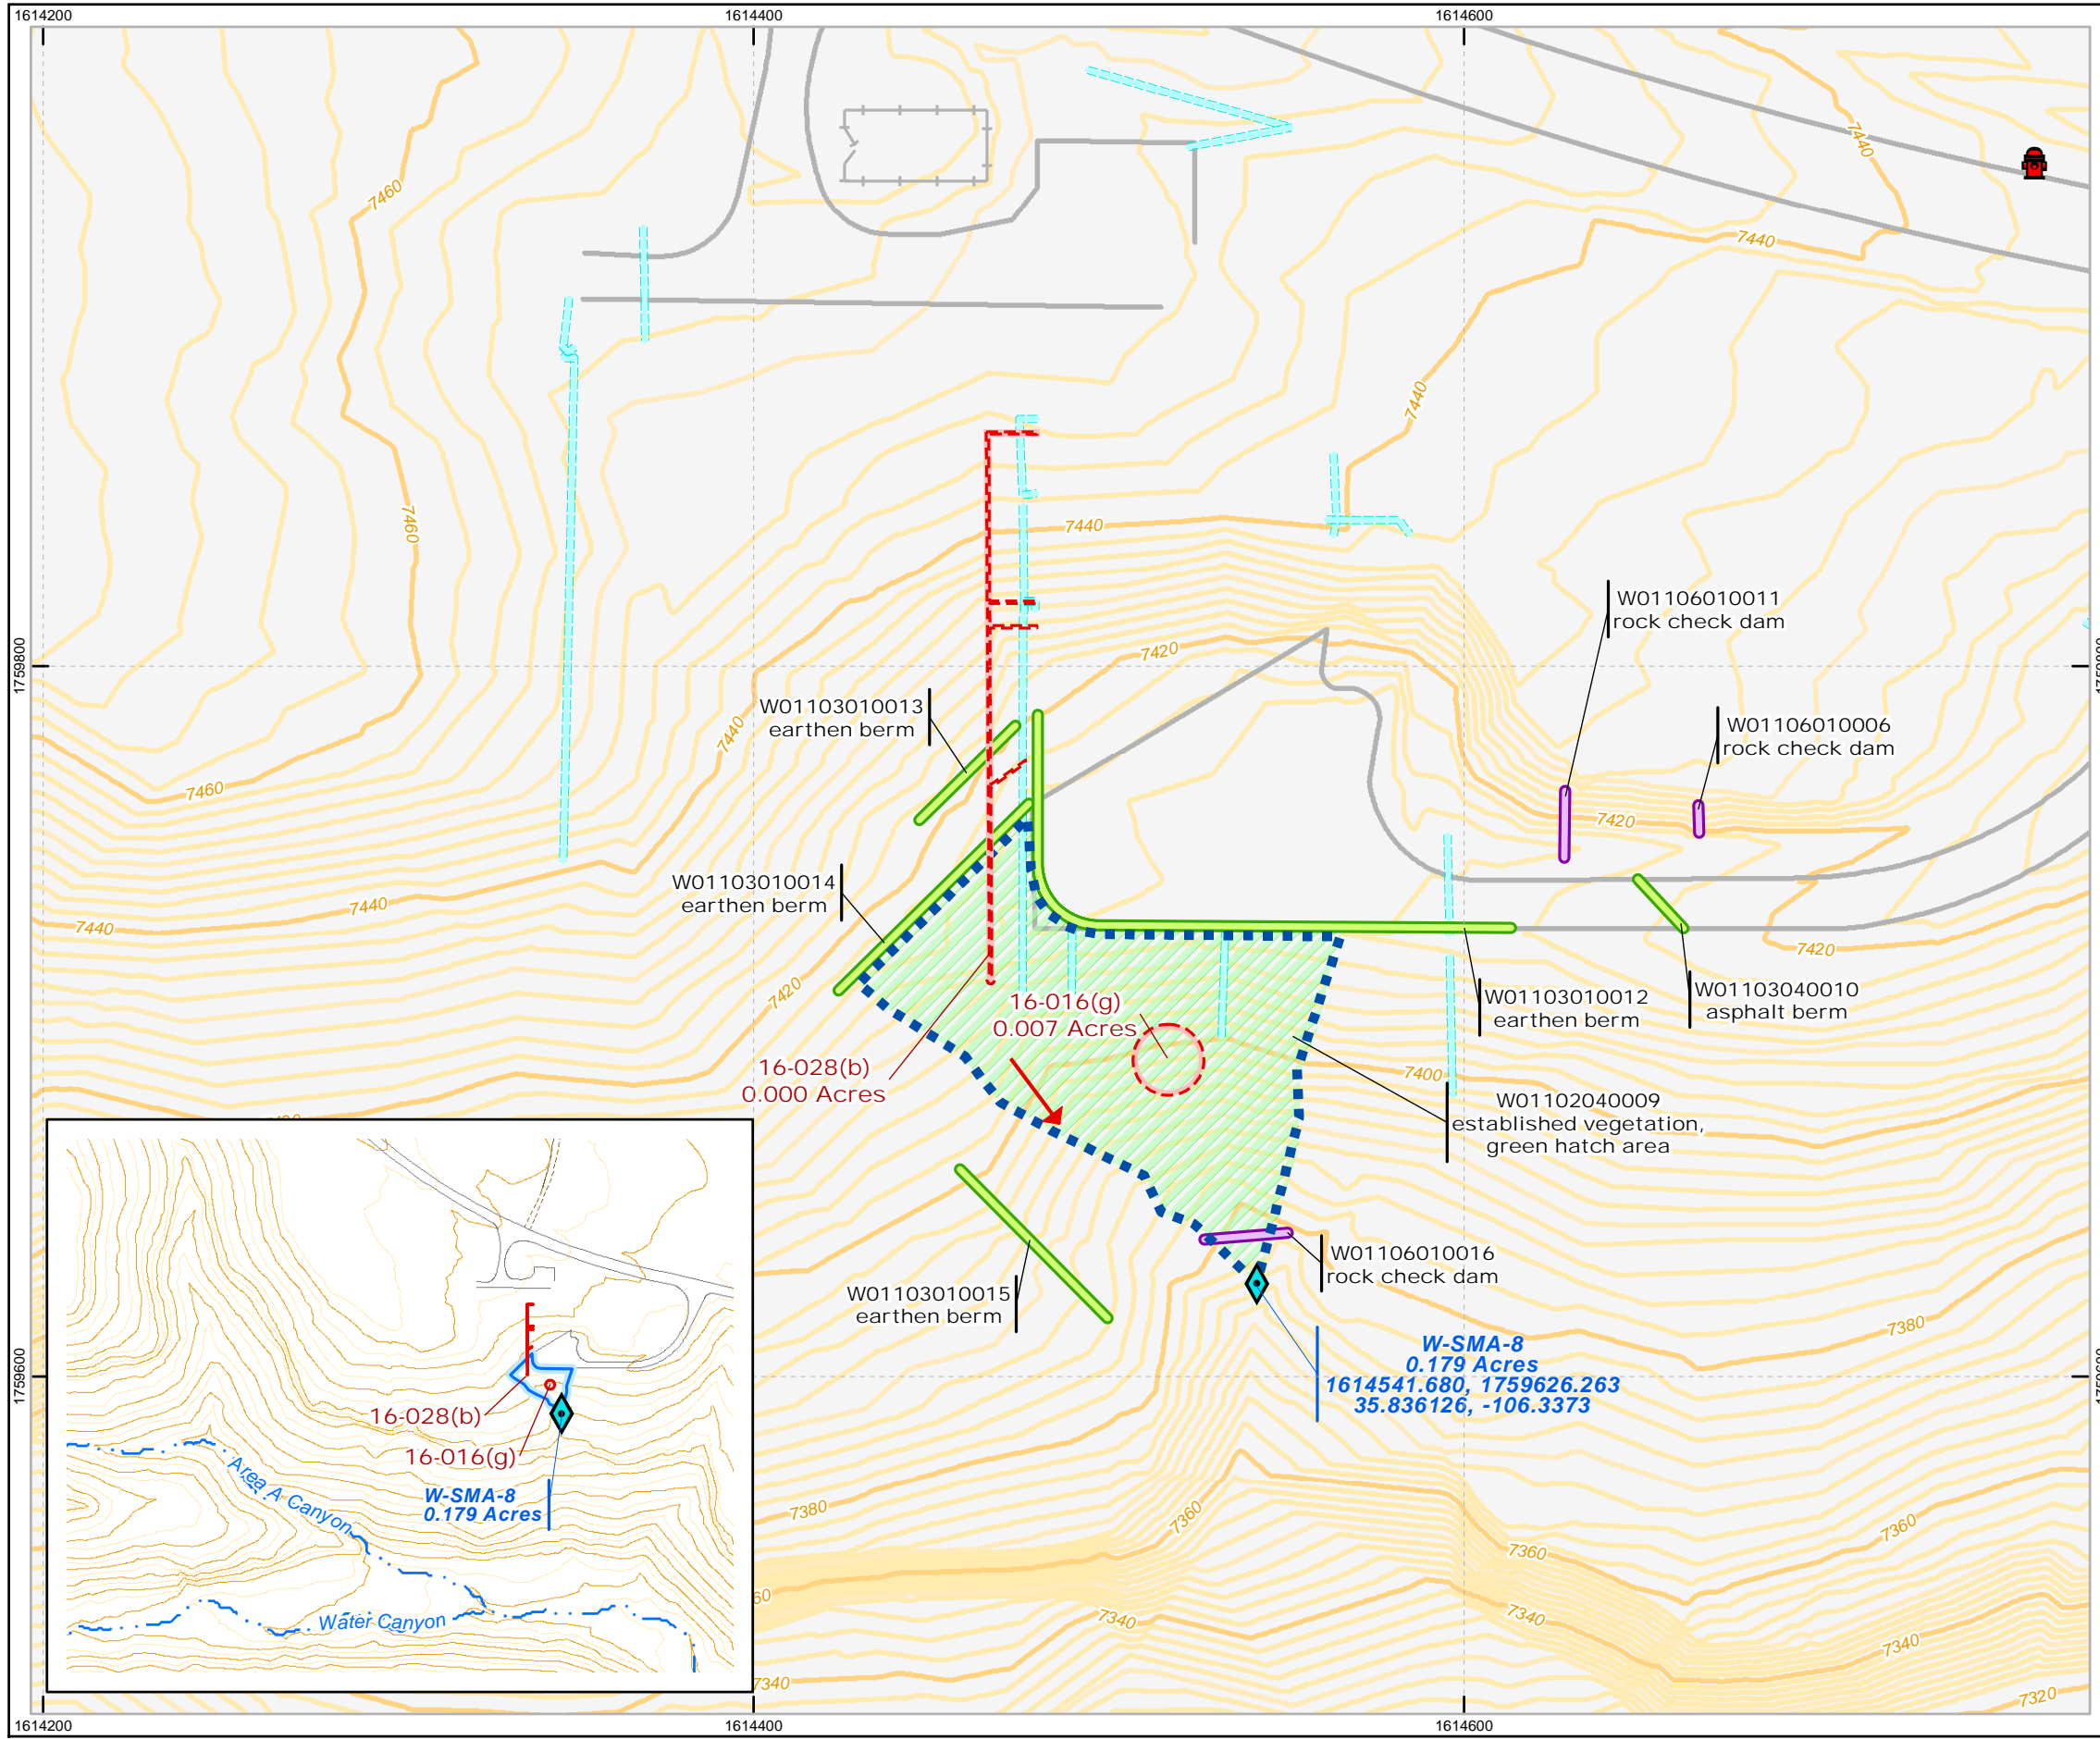 1614200
1614400
1614600
7440
7460
7440
7440
7460
7440
W01106010011
rock check dam
1759800
7420
W01103010013
earthen berm
W01106010006
rock check dam
7440
7460
7420
W01103010014
earthen berm
7440
7440
7420
7420
W01103010012
earthen berm
W01103040010
asphalt berm
16-016(g)
0.007 Acres
16-028(b)
0.000 Acres
7400
W01102040009
established vegetation,
green hatch area
W01106010016
rock check dam
W01103010015
earthen berm
7380
W-SMA-8
0.179 Acres
1614541.680, 1759626.263
35.836126, -106.3373
1759600
16-028(b)
16-016(g)
W-SMA-8
0.179 Acres
Area A Canyon
Water Canyon
7380
7360
7360
7360
60
7340
7340
7340
7340
7320
1614200
1614400
1614600